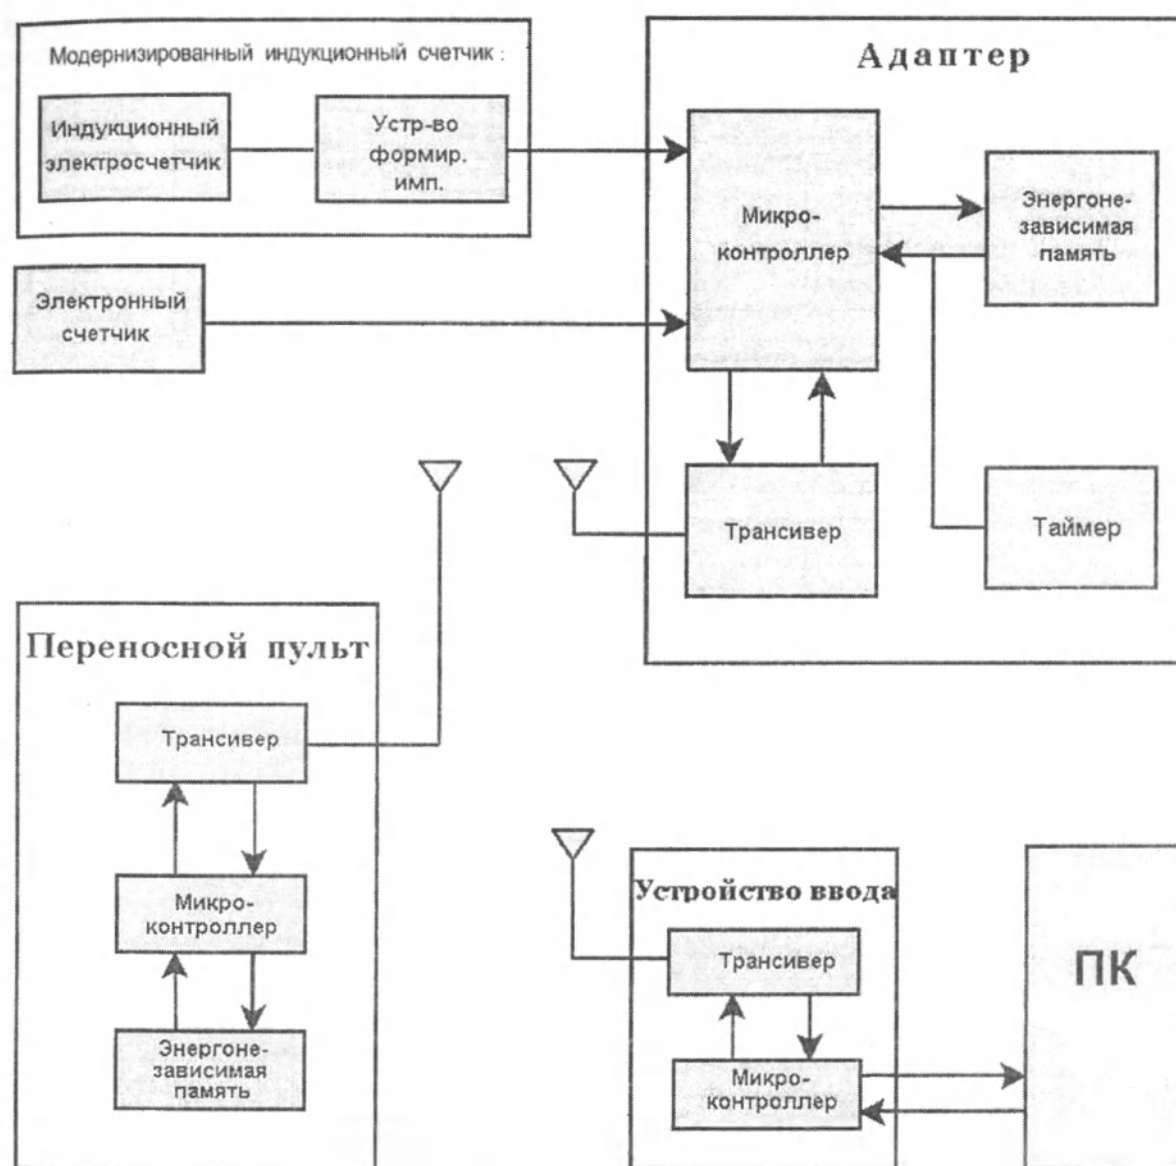 Модернизированный индукционный счетчик :
Индукционный
электросчетчик
Устр-во
формир.
имп.
Электронный
счетчик
Адаптер
Микро-
контроллер
Энергоне-
зависимая
память
Трансивер
Таймер
Переносной пульт
Трансивер
Микро-
контроллер
Энергоне-
зависимая
память
Устройство ввода
Трансивер
Микро-
контроллер
ПК